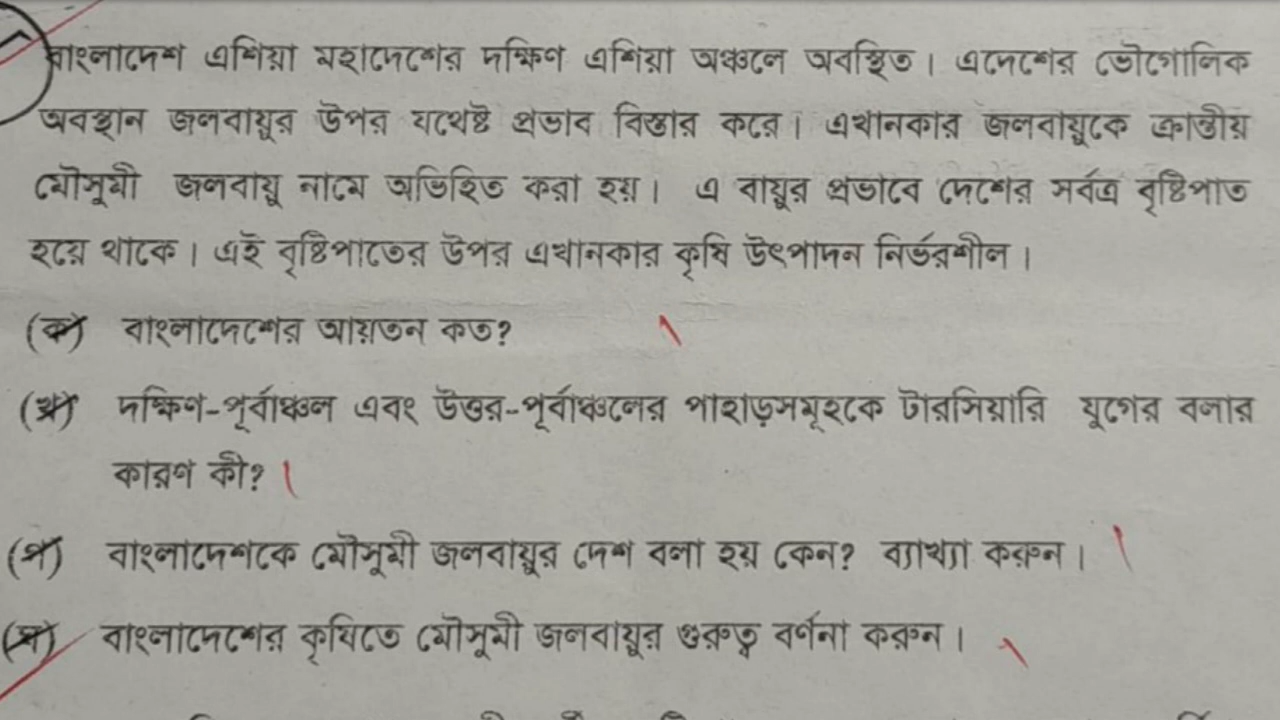 বাংলাদেশ এশিয়া মহাদেশের দক্ষিণ এশিয়া অঞ্চলে অবস্থিত। এদেশের ভৌগোলিক
অবস্থান জলবায়ুর উপর যথেষ্ট প্রভাব বিস্তার করে। এখানকার জলবায়ুকে ক্রান্তীয়
মৌসুমী জলবায়ু নামে অভিহিত করা হয়। এ বায়ুর প্রভাবে দেশের সর্বত্র বৃষ্টিপাত
হয়ে থাকে। এই বৃষ্টিপাতের উপর এখানকার কৃষি উৎপাদন নির্ভরশীল।
(ক) বাংলাদেশের আয়তন কত?
(খ) দক্ষিণ-পূর্বাঞ্চল এবং উত্তর-পূর্বাঞ্চলের পাহাড়সমূহকে টারসিয়ারি যুগের বলার
কারণ কী?
(গ) বাংলাদেশকে মৌসুমী জলবায়ুর দেশ বলা হয় কেন? ব্যাখ্যা করুন।
(ঘ) বাংলাদেশের কৃষিতে মৌসুমী জলবায়ুর গুরুত্ব বর্ণনা করুন।